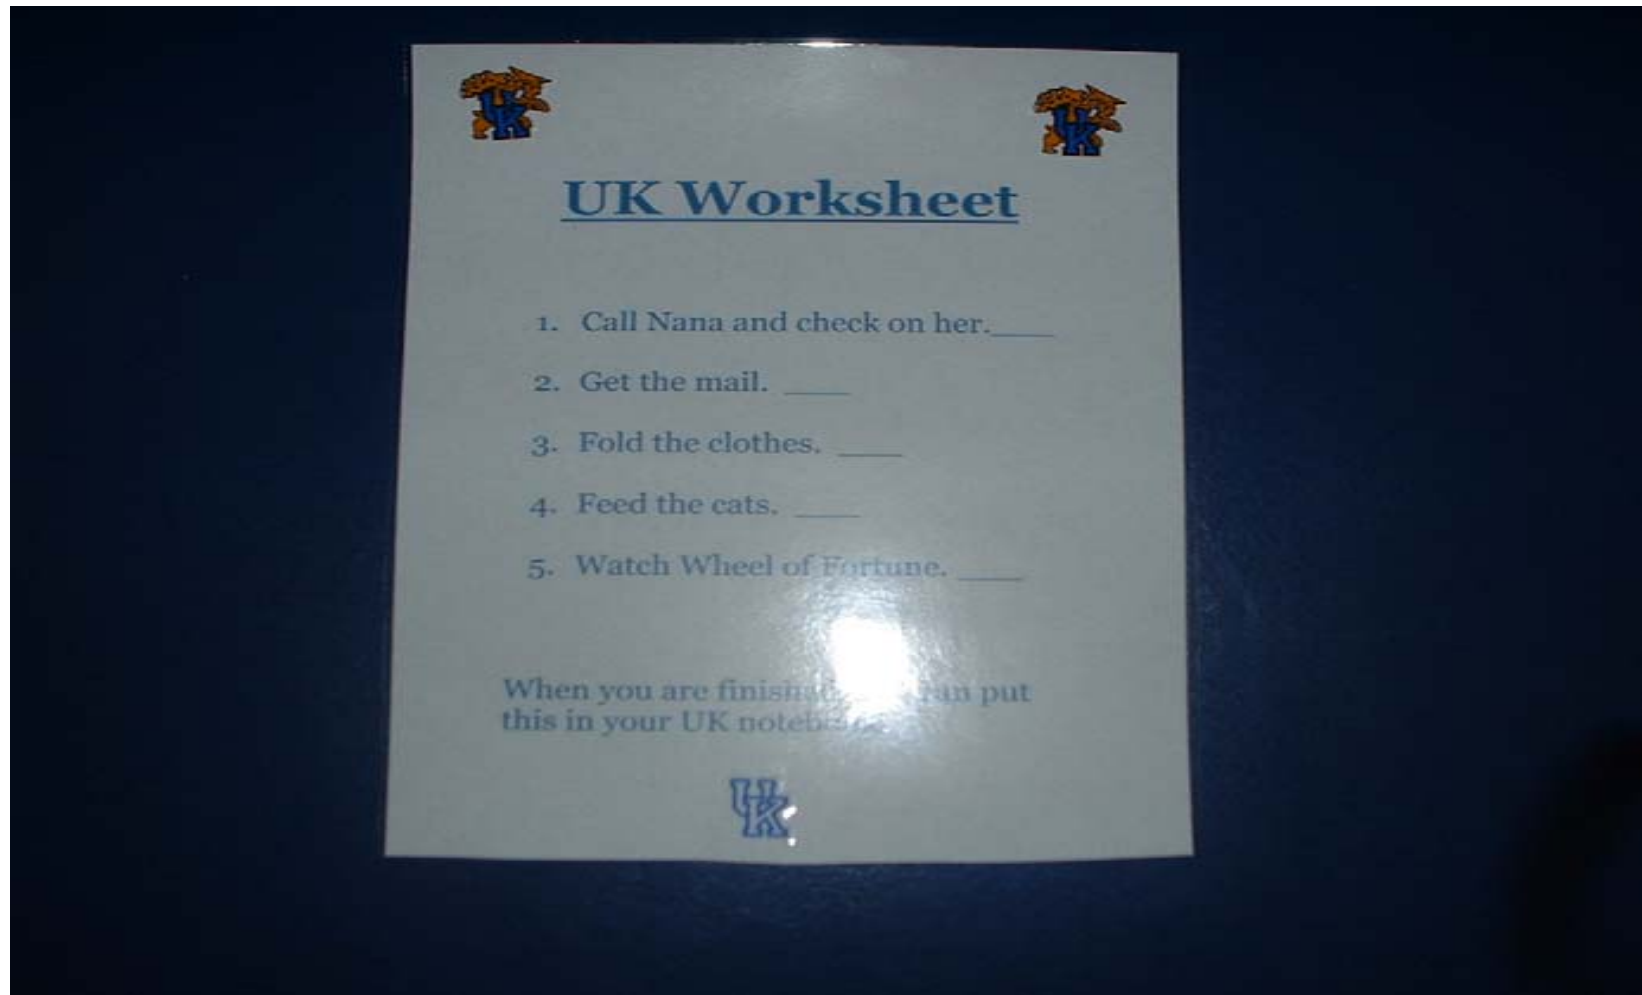 UK
UK
UK Worksheet
1. Call Nana and check on her.____
2. Get the mail. ____
3. Fold the clothes. ____
4. Feed the cats. ____
5. Watch Wheel of Fortune. ____
When you are put
this in your UK
UK